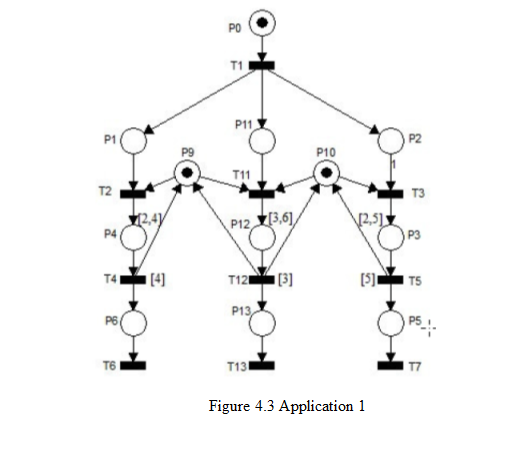 P0
T1
P1
P11
P2
P9
P10
1
T2
T11
T3
P4
[2,4]
P12
[3,6]
[2,5]
P3
T4
[4]
T12
[3]
[5]
T5
P6
P13
P5
T6
T13
T7
Figure 4.3 Application 1